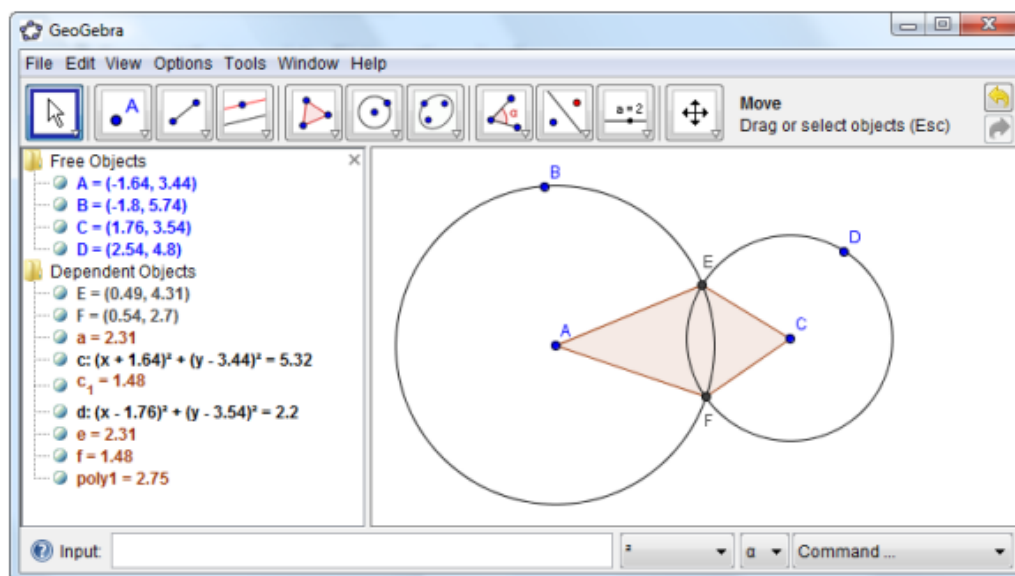 GeoGebra
File Edit View Options Tools Window Help
A
α
a = 2
Move
Drag or select objects (Esc)
Free Objects
A = (-1.64, 3.44)
B = (-1.8, 5.74)
C = (1.76, 3.54)
D = (2.54, 4.8)
Dependent Objects
E = (0.49, 4.31)
F = (0.54, 2.7)
a = 2.31
c: (x + 1.64)² + (y - 3.44)² = 5.32
c₁ = 1.48
d: (x - 1.76)² + (y - 3.54)² = 2.2
e = 2.31
f = 1.48
poly1 = 2.75
B
D
E
A
C
F
Input:
²
α
Command ...